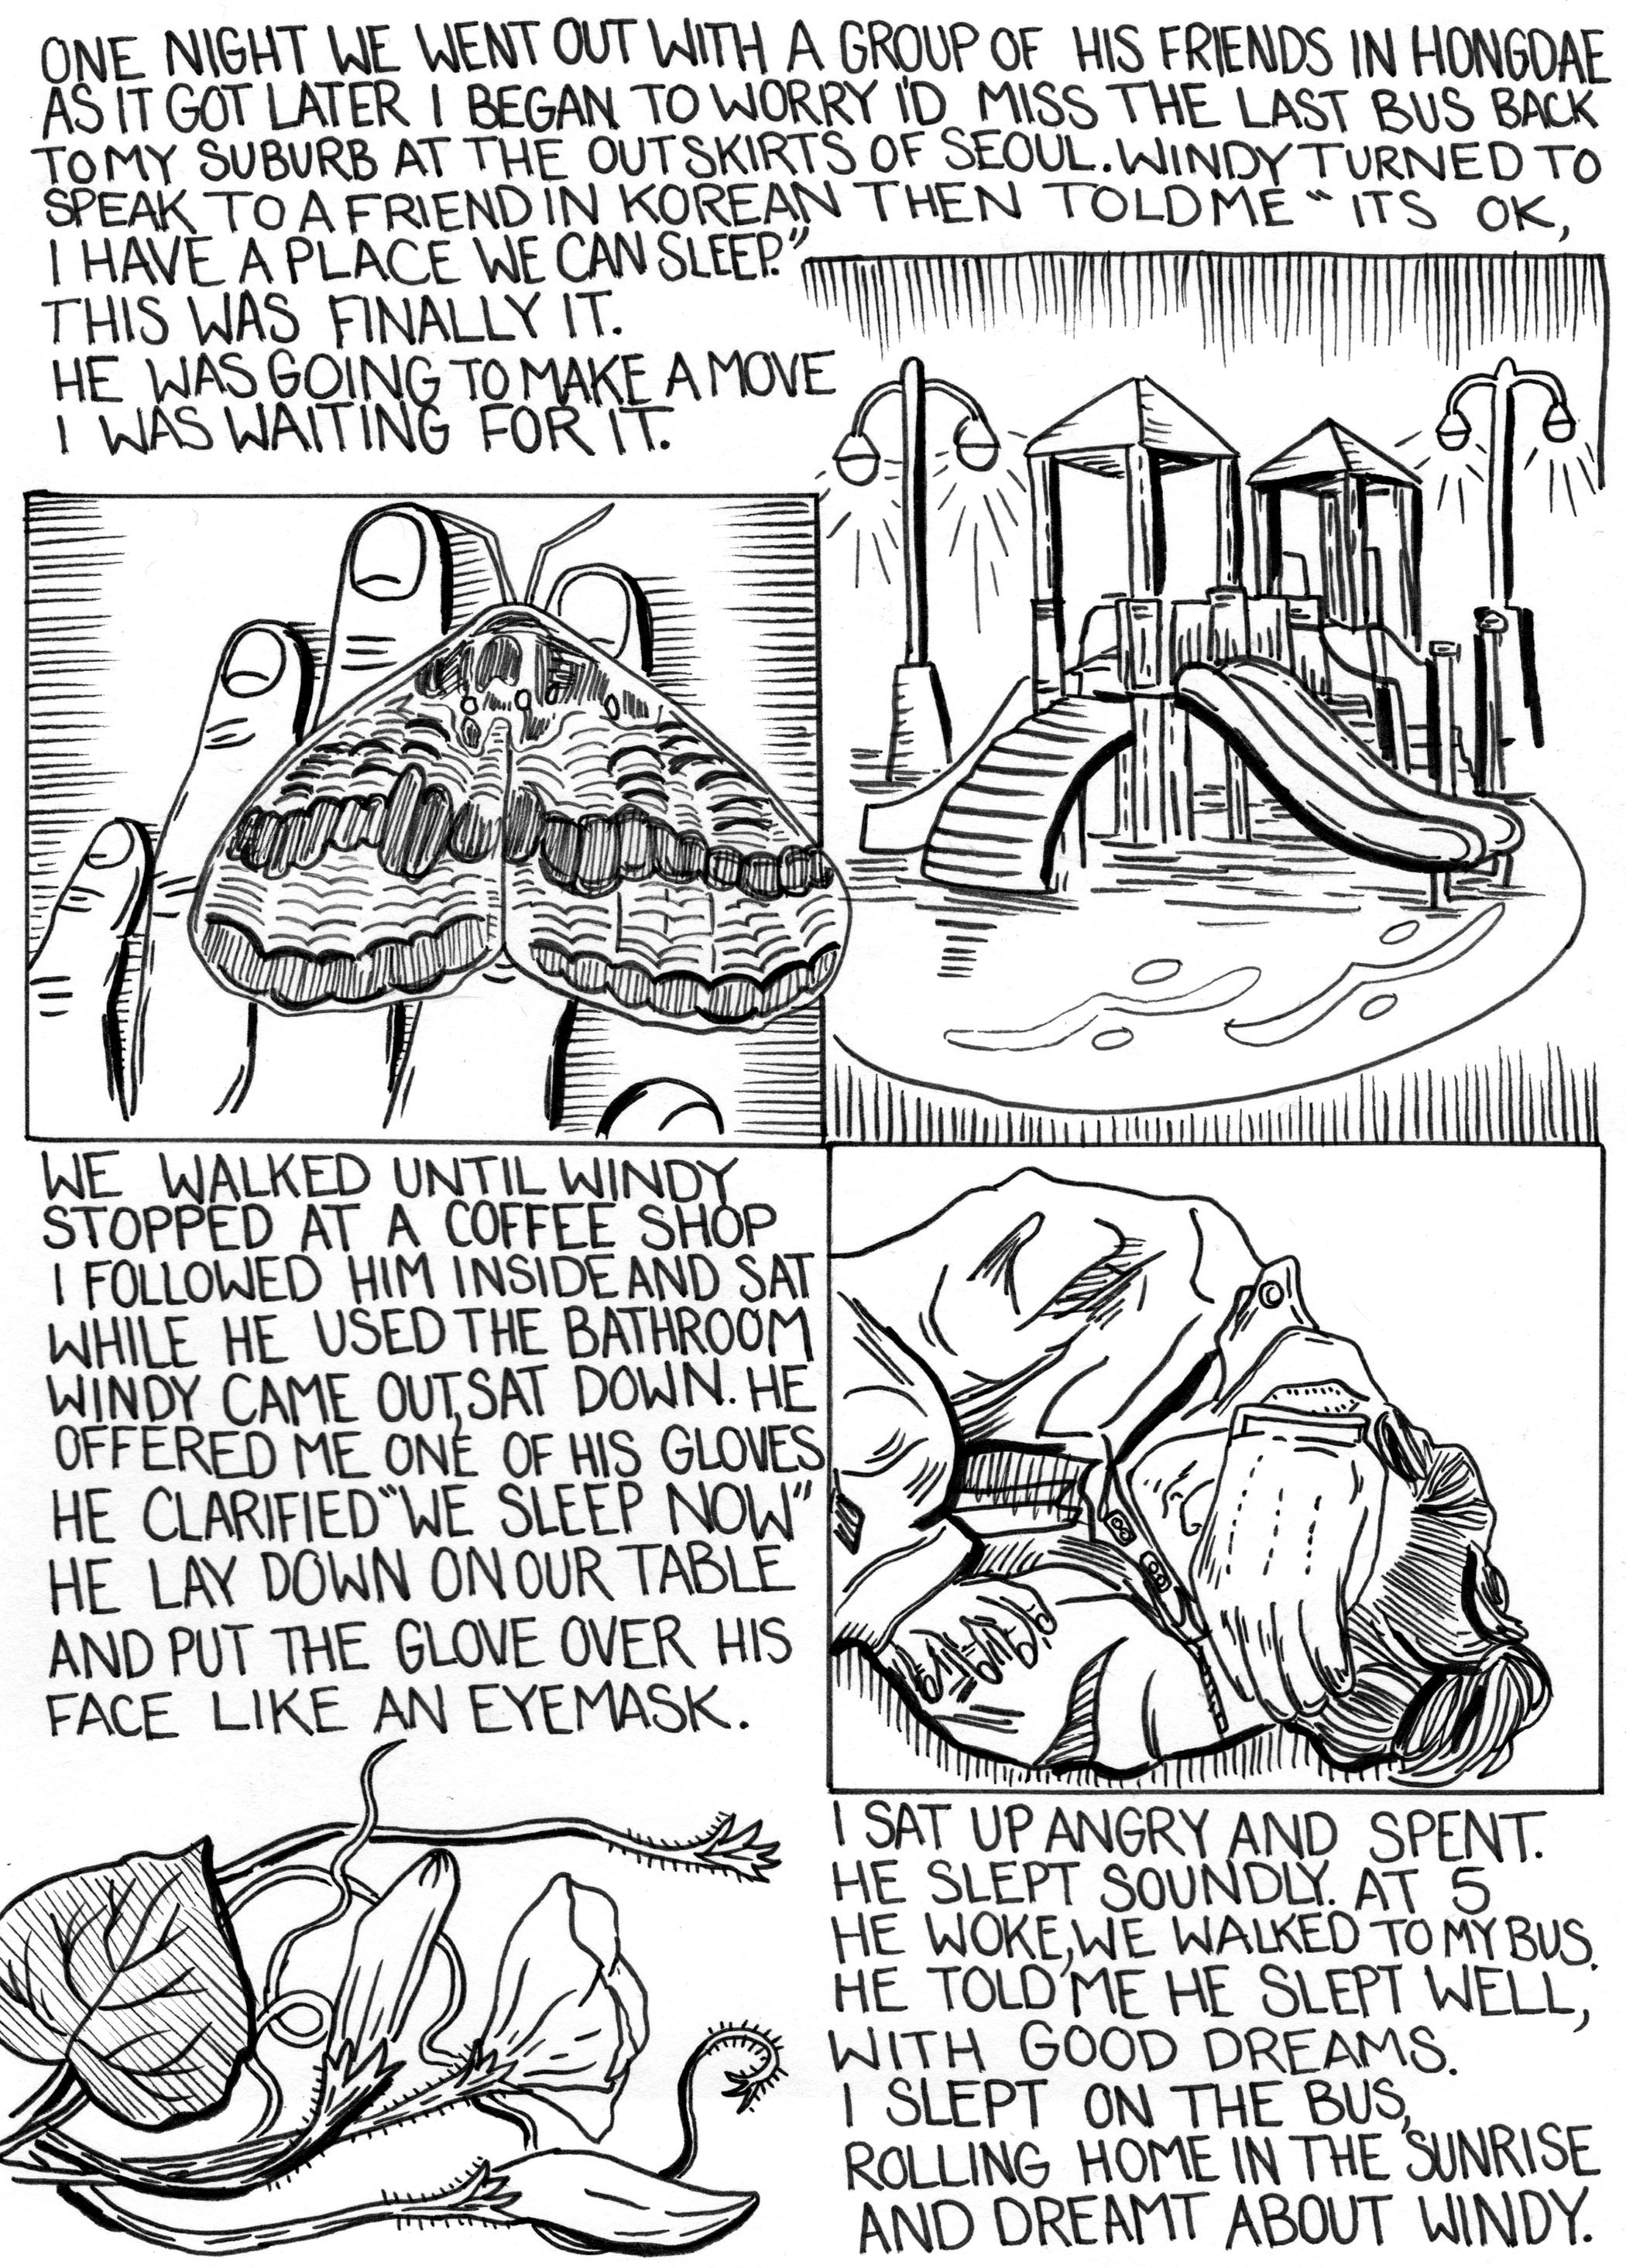 ONE NIGHT WE WENT OUT WITH A GROUP OF HIS FRIENDS IN HONGDAE
AS IT GOT LATER I BEGAN TO WORRY I'D MISS THE LAST BUS BACK
TO MY SUBURB AT THE OUTSKIRTS OF SEOUL. WINDY TURNED TO
SPEAK TO A FRIEND IN KOREAN THEN TOLD ME "ITS OK,
I HAVE A PLACE WE CAN SLEEP."
THIS WAS FINALLY IT.
HE WAS GOING TO MAKE A MOVE
I WAS WAITING FOR IT.
WE WALKED UNTIL WINDY
STOPPED AT A COFFEE SHOP
I FOLLOWED HIM INSIDE AND SAT
WHILE HE USED THE BATHROOM
WINDY CAME OUT, SAT DOWN. HE
OFFERED ME ONE OF HIS GLOVES
HE CLARIFIED "WE SLEEP NOW"
HE LAY DOWN ON OUR TABLE
AND PUT THE GLOVE OVER HIS
FACE LIKE AN EYEMASK.
I SAT UP ANGRY AND SPENT.
HE SLEPT SOUNDLY. AT 5
HE WOKE, WE WALKED TO MY BUS.
HE TOLD ME HE SLEPT WELL,
WITH GOOD DREAMS.
I SLEPT ON THE BUS,
ROLLING HOME IN THE SUNRISE
AND DREAMT ABOUT WINDY.